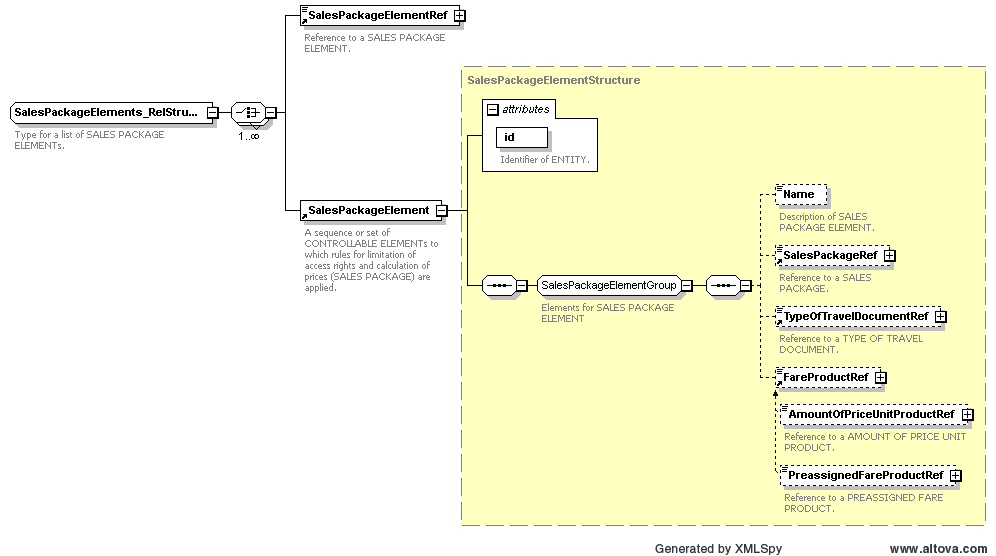 SalesPackageElementRef
Reference to a SALES PACKAGE
ELEMENT.
SalesPackageElements_RelStru...
Type for a list of SALES PACKAGE
ELEMENTs.
1..∞
SalesPackageElement
A sequence or set of
CONTROLLABLE ELEMENTs to
which rules for limitation of
access rights and calculation of
prices (SALES PACKAGE) are
applied.
SalesPackageElementStructure
attributes
id
Identifier of ENTITY.
SalesPackageElementGroup
Elements for SALES PACKAGE
ELEMENT
Name
Description of SALES
PACKAGE ELEMENT.
SalesPackageRef
Reference to a SALES
PACKAGE.
TypeOfTravelDocumentRef
Reference to a TYPE OF TRAVEL
DOCUMENT.
FareProductRef
AmountOfPriceUnitProductRef
Reference to a AMOUNT OF PRICE UNIT
PRODUCT.
PreassignedFareProductRef
Reference to a PREASSIGNED FARE
PRODUCT.
Generated by XMLSpy
www.altova.com